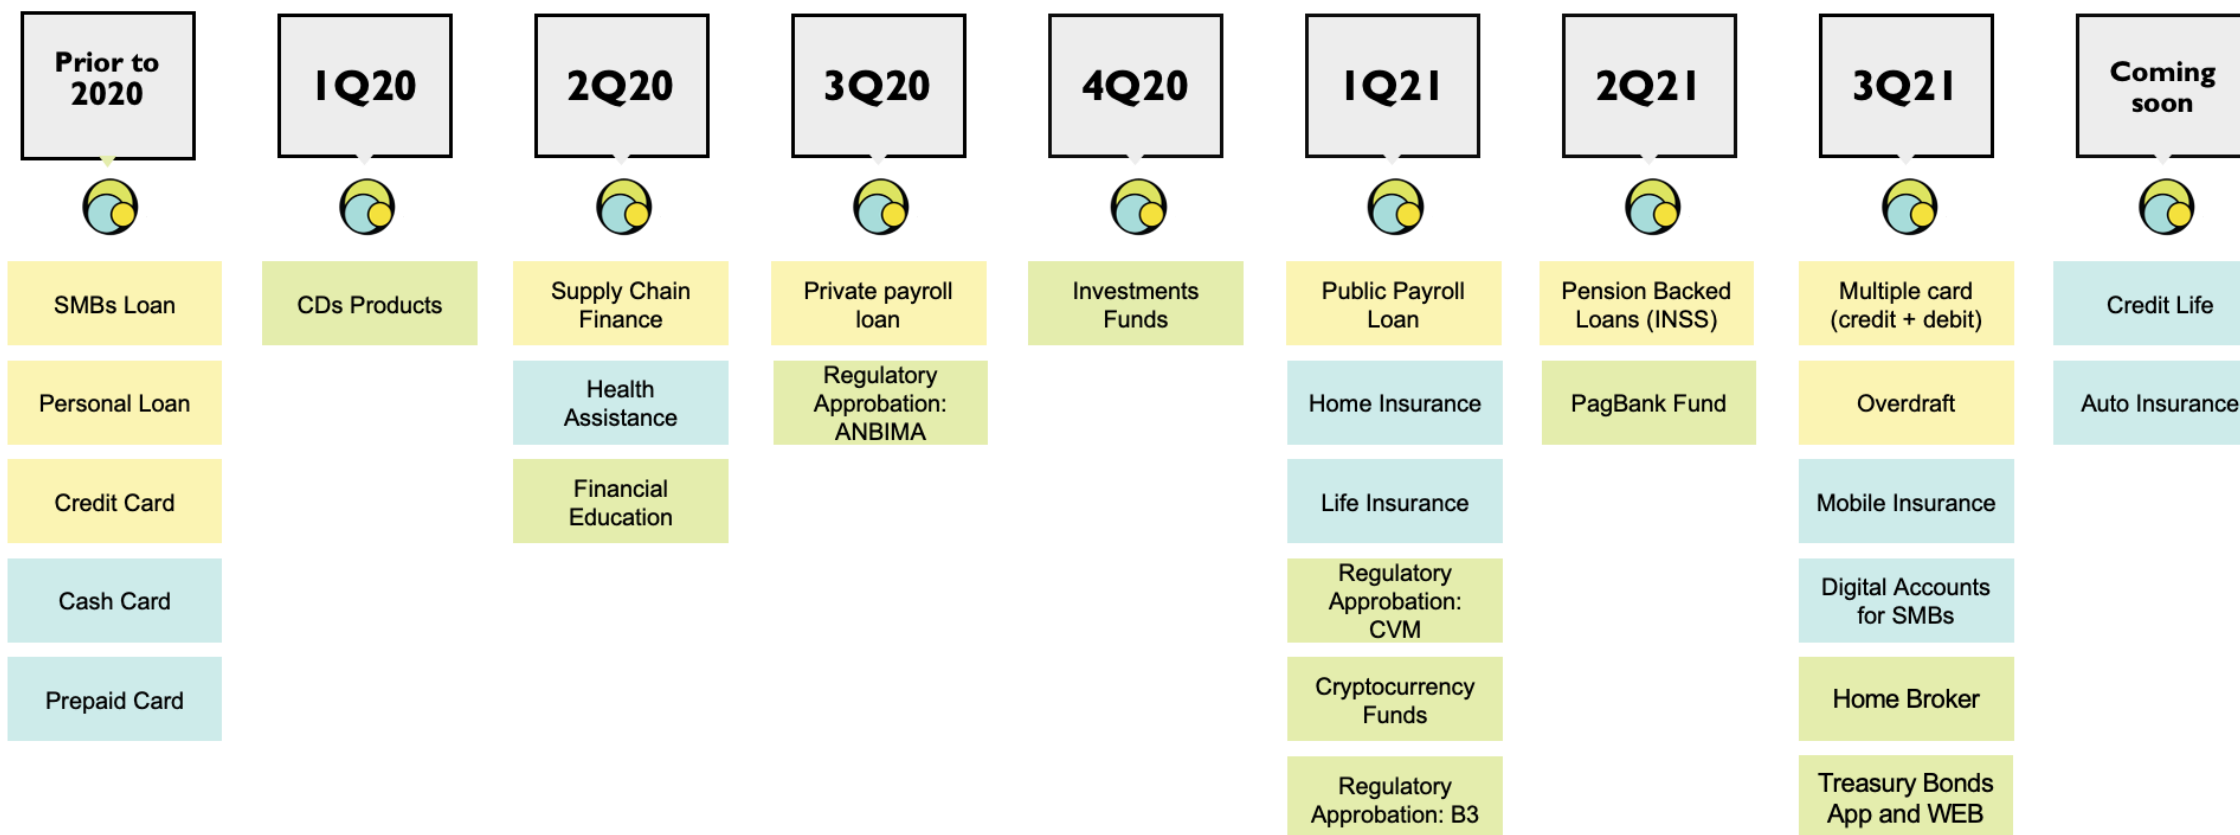 Prior to
2020
1Q20
2Q20
3Q20
4Q20
1Q21
2Q21
3Q21
Coming
soon
SMBs Loan
Personal Loan
Credit Card
Cash Card
Prepaid Card
CDs Products
Supply Chain
Finance
Health
Assistance
Financial
Education
Private payroll
loan
Regulatory
Approbation:
ANBIMA
Investments
Funds
Public Payroll
Loan
Home Insurance
Life Insurance
Regulatory
Approbation:
CVM
Cryptocurrency
Funds
Regulatory
Approbation: B3
Pension Backed
Loans (INSS)
PagBank Fund
Multiple card
(credit + debit)
Overdraft
Mobile Insurance
Digital Accounts
for SMBs
Home Broker
Treasury Bonds
App and WEB
Credit Life
Auto Insurance